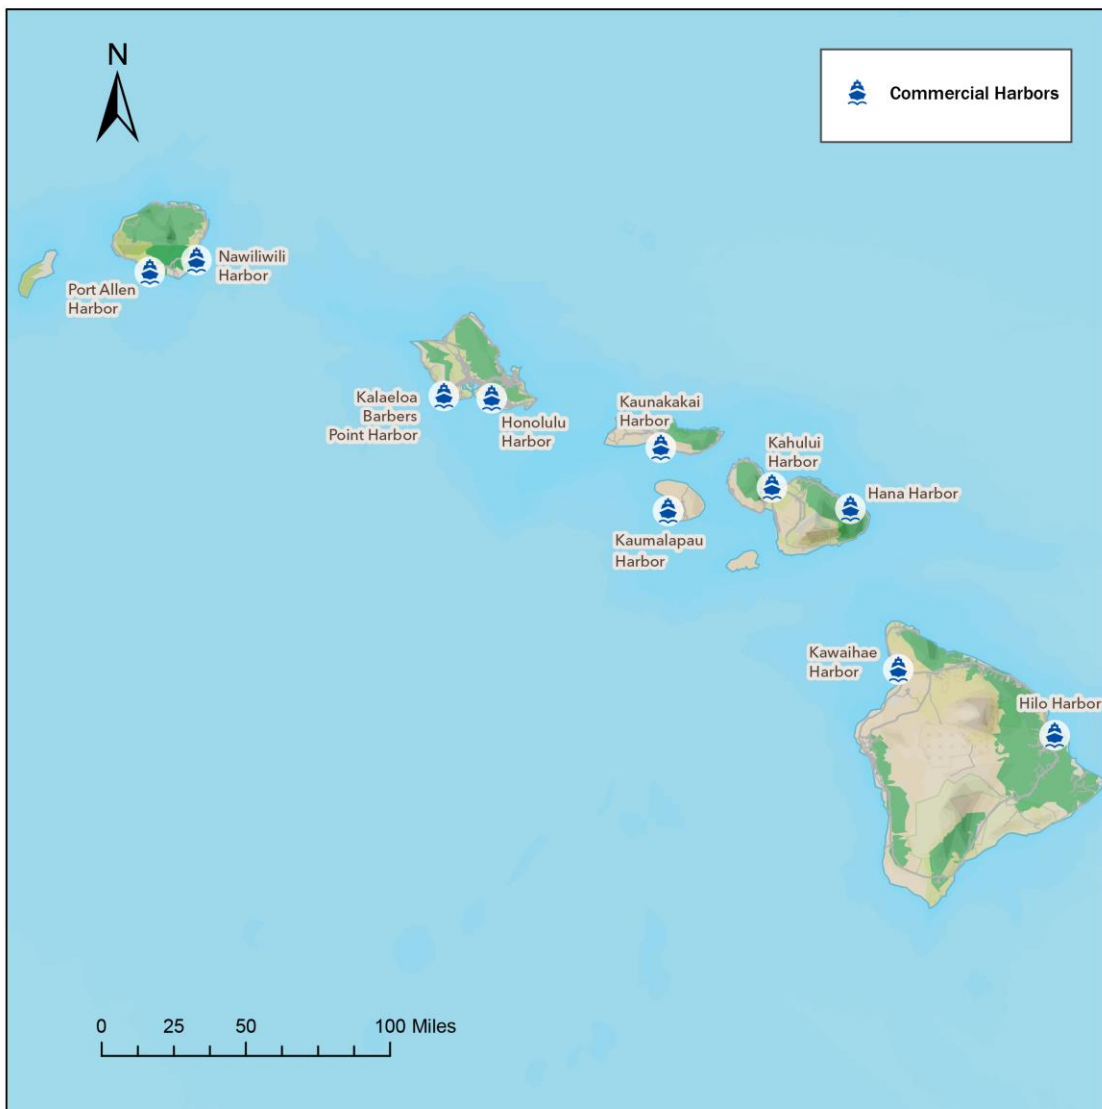 N
Commercial Harbors
Nawiliwili
Harbor
Port Allen
Harbor
Kalaeloa
Barbers
Point Harbor
Honolulu
Harbor
Kaunakakai
Harbor
Kahului
Harbor
Hana Harbor
Kaumalapau
Harbor
Kawaihae
Harbor
Hilo Harbor
0 25 50 100 Miles